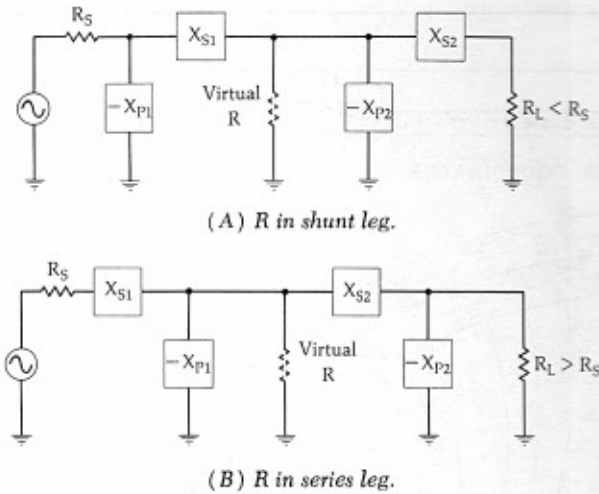 R_S
X_S1
X_S2
-X_P1
Virtual
R
-X_P2
R_L < R_S
(A) R in shunt leg.
R_S
X_S1
X_S2
-X_P1
Virtual
R
-X_P2
R_L > R_S
(B) R in series leg.